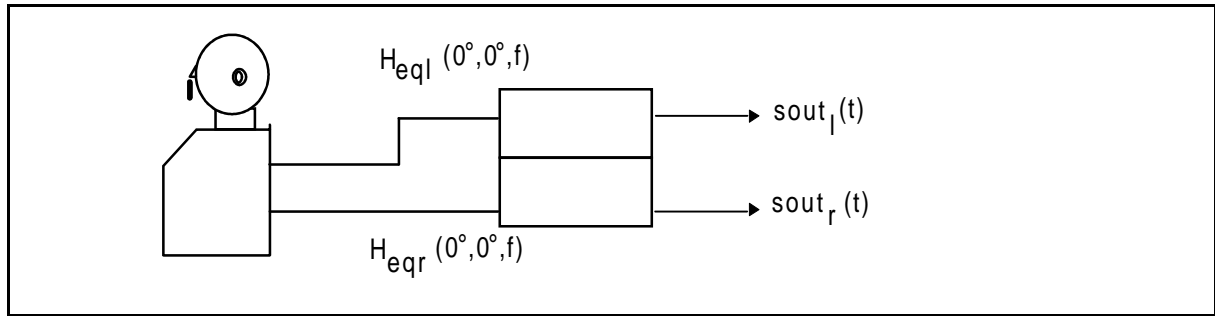 H_eql (0°,0°,f)
sout_l(t)
sout_r (t)
H_eqr (0°,0°,f)